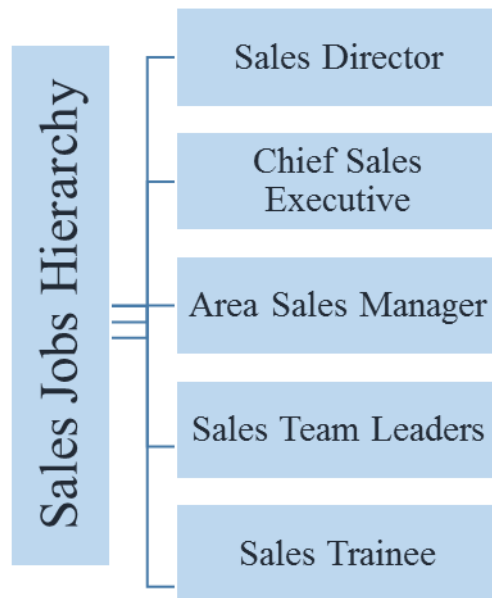 Sales Jobs Hierarchy
Sales Director
Chief Sales
Executive
Area Sales Manager
Sales Team Leaders
Sales Trainee